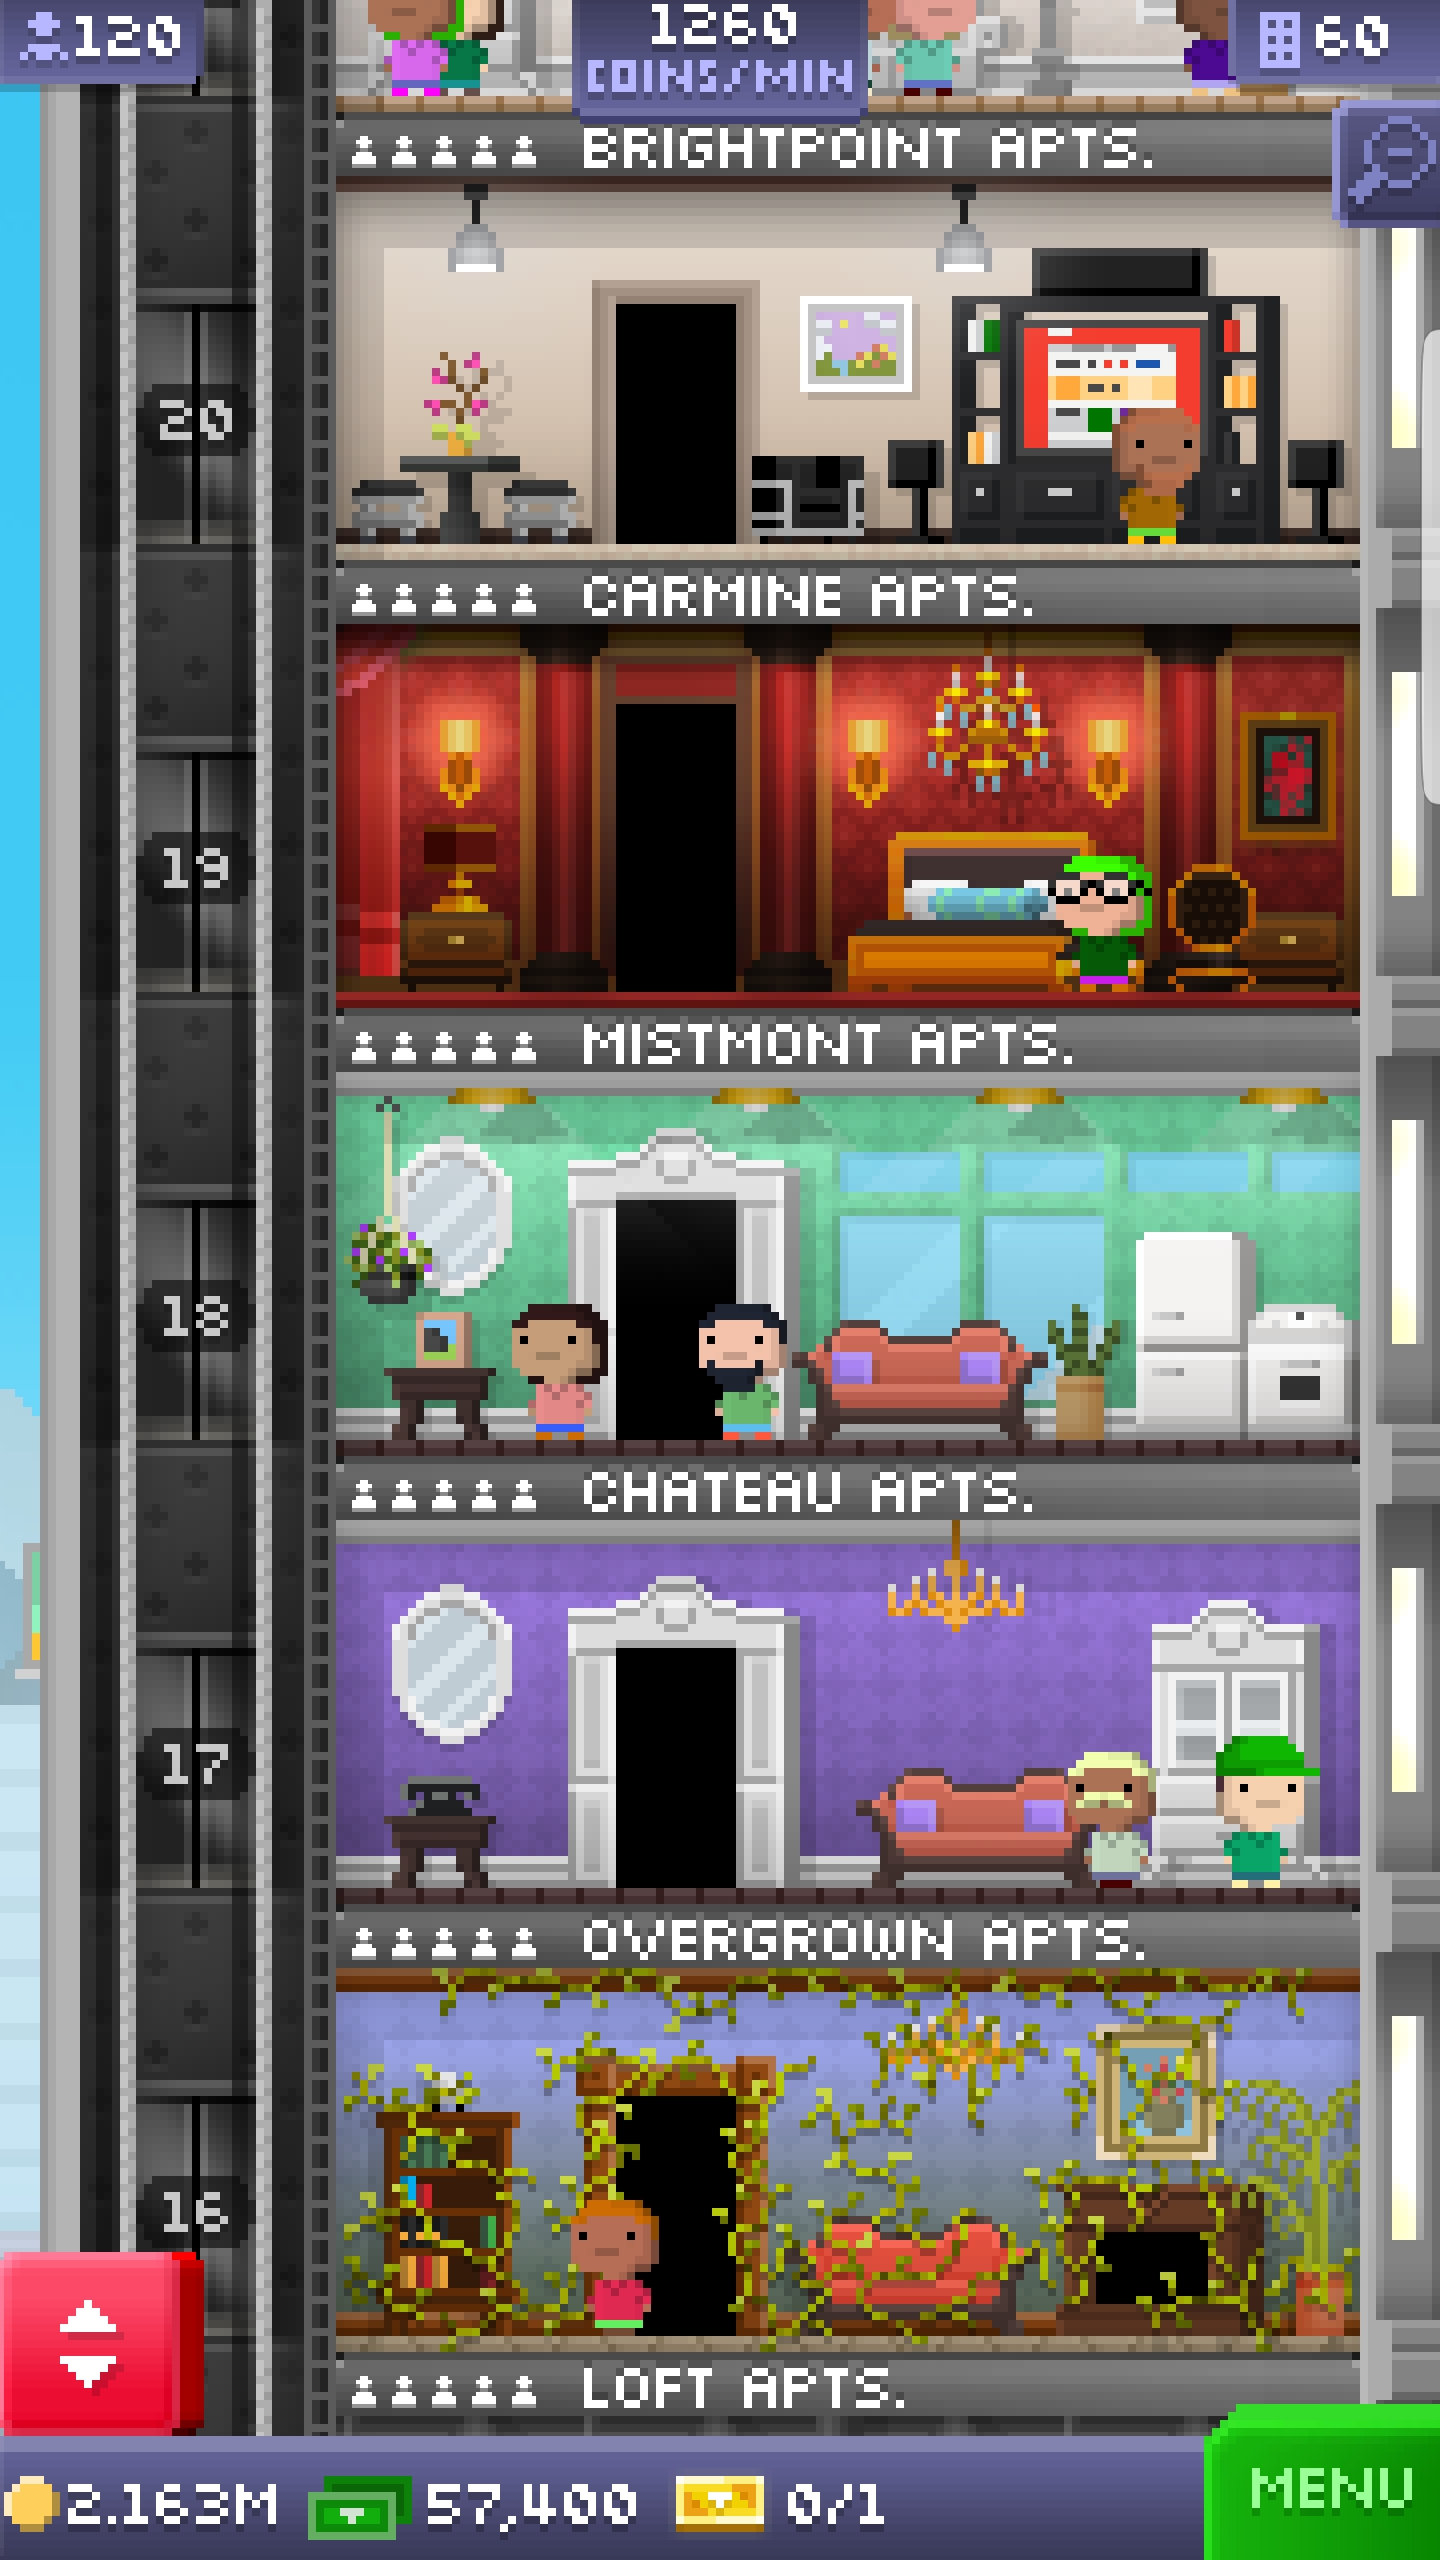 120
1260
COINS/MIN
60
BRIGHTPOINT APTS.
20
CARMINE APTS.
19
MISTMONT APTS.
18
CHATEAU APTS.
17
OVERGROWN APTS.
16
LOFT APTS.
2.163M
57,400
0/1
MENU